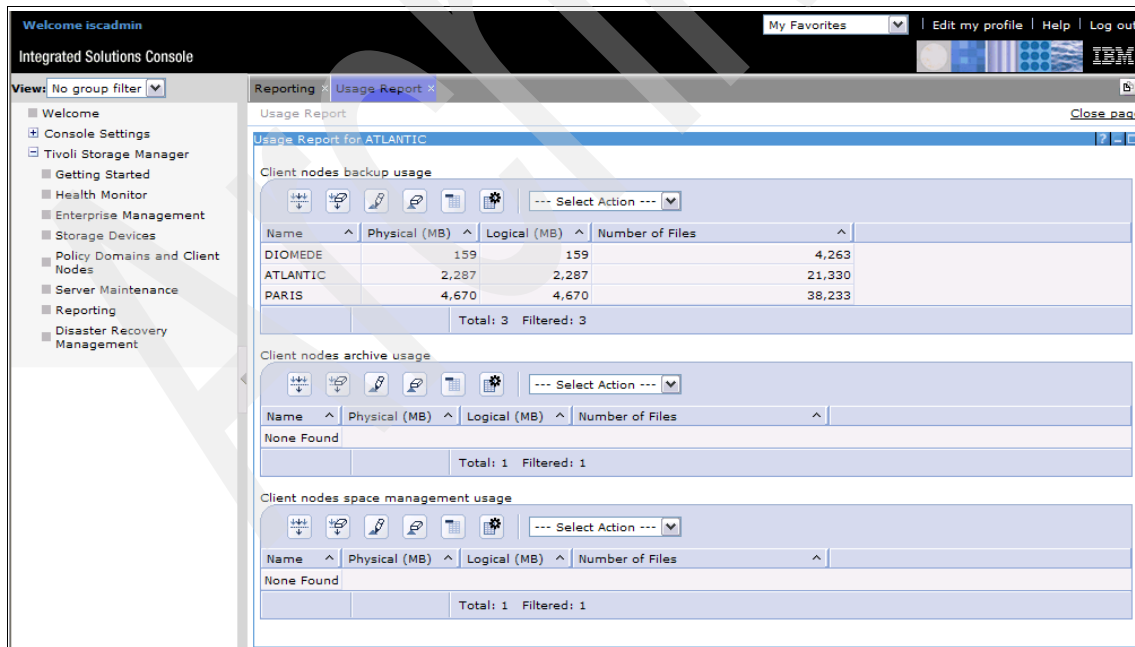 Welcome iscadmin
My Favorites | Edit my profile | Help | Log out
Integrated Solutions Console
IBM
View: No group filter
Welcome
Console Settings
Tivoli Storage Manager
Getting Started
Health Monitor
Enterprise Management
Storage Devices
Policy Domains and Client
Nodes
Server Maintenance
Reporting
Disaster Recovery
Management
Reporting × Usage Report ×
Usage Report
Close page
Usage Report for ATLANTIC ? –
Client nodes backup usage
--- Select Action ---
Name ^ Physical (MB) ^ Logical (MB) ^ Number of Files ^
DIOMEDE 159 159 4,263
ATLANTIC 2,287 2,287 21,330
PARIS 4,670 4,670 38,233
Total: 3 Filtered: 3
Client nodes archive usage
--- Select Action ---
Name ^ Physical (MB) ^ Logical (MB) ^ Number of Files ^
None Found
Total: 1 Filtered: 1
Client nodes space management usage
--- Select Action ---
Name ^ Physical (MB) ^ Logical (MB) ^ Number of Files ^
None Found
Total: 1 Filtered: 1